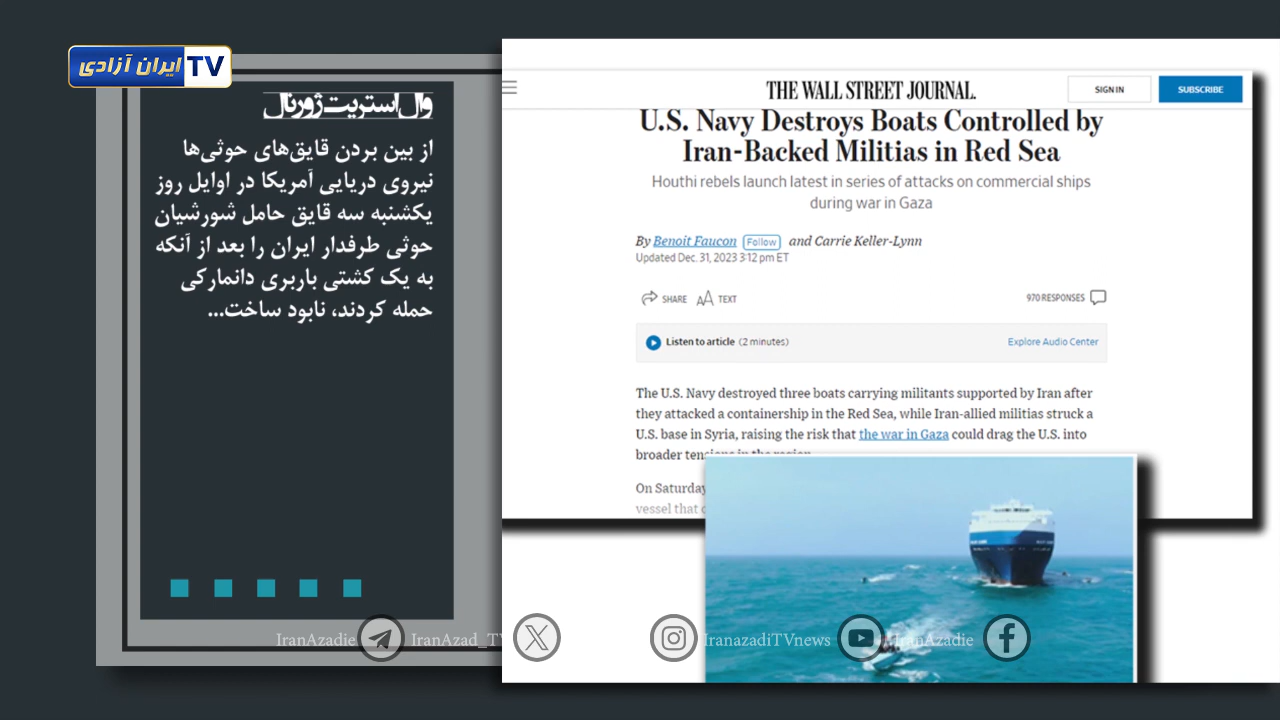 ایران آزادی TV
وال‌استریت‌ژورنال
از بین بردن قایق‌های حوثی‌ها
نیروی دریایی آمریکا در اوایل روز
یکشنبه سه قایق حامل شورشیان
حوثی طرفدار ایران را بعد از آنکه
به یک کشتی باربری دانمارکی
حمله کردند، نابود ساخت...
THE WALL STREET JOURNAL.
SIGN IN
SUBSCRIBE
U.S. Navy Destroys Boats Controlled by
Iran-Backed Militias in Red Sea
Houthi rebels launch latest in series of attacks on commercial ships
during war in Gaza
By Benoit Faucon Follow and Carrie Keller-Lynn
Updated Dec. 31, 2023 3:12 pm ET
SHARE TEXT
970 RESPONSES
Listen to article (2 minutes)
Explore Audio Center
The U.S. Navy destroyed three boats carrying militants supported by Iran after
they attacked a containership in the Red Sea, while Iran-allied militias struck a
U.S. base in Syria, raising the risk that the war in Gaza could drag the U.S. into
broader tensions in the region.
On Saturday
vessel that
IranAzadie IranAzad_TV IranazadiTVnews IranAzadie